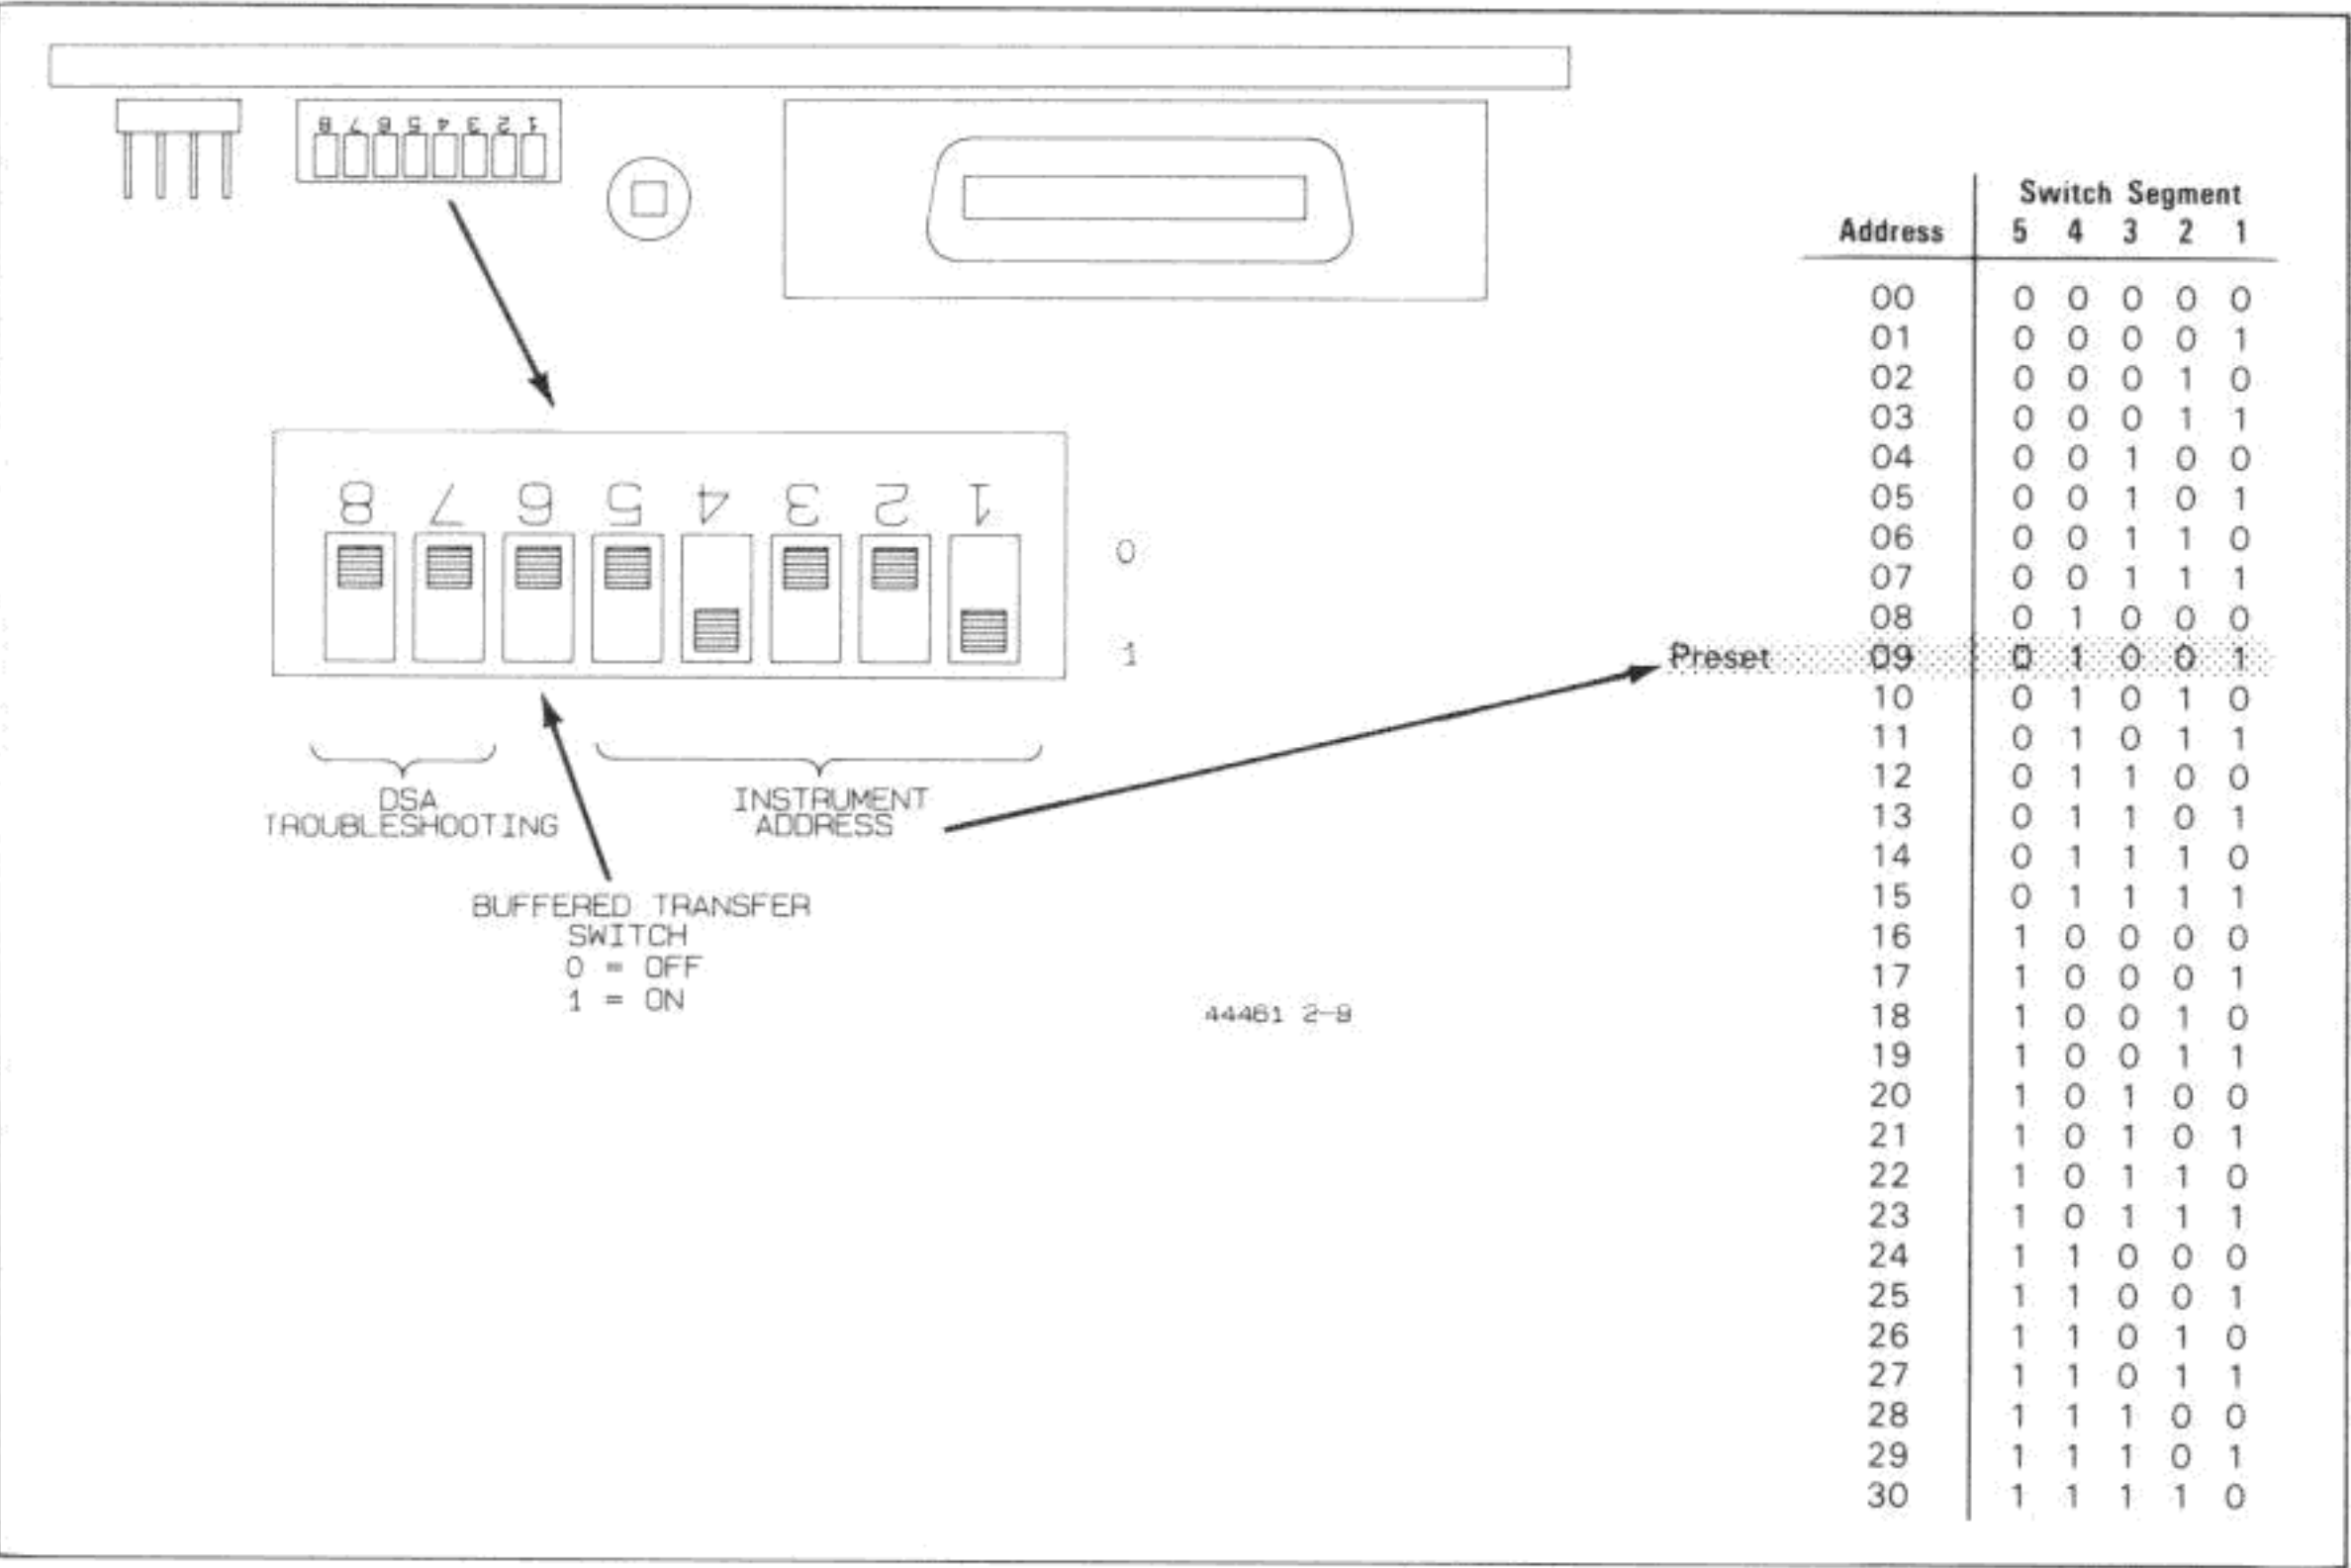 8 7 6 5 4 3 2 1
8 7 6 5 4 3 2 1
0
1
DSA
TROUBLESHOOTING
INSTRUMENT
ADDRESS
BUFFERED TRANSFER
SWITCH
0 = OFF
1 = ON
44461 2-9
Switch Segment
Address 5 4 3 2 1
00 0 0 0 0 0
01 0 0 0 0 1
02 0 0 0 1 0
03 0 0 0 1 1
04 0 0 1 0 0
05 0 0 1 0 1
06 0 0 1 1 0
07 0 0 1 1 1
08 0 1 0 0 0
Preset 09 0 1 0 0 1
10 0 1 0 1 0
11 0 1 0 1 1
12 0 1 1 0 0
13 0 1 1 0 1
14 0 1 1 1 0
15 0 1 1 1 1
16 1 0 0 0 0
17 1 0 0 0 1
18 1 0 0 1 0
19 1 0 0 1 1
20 1 0 1 0 0
21 1 0 1 0 1
22 1 0 1 1 0
23 1 0 1 1 1
24 1 1 0 0 0
25 1 1 0 0 1
26 1 1 0 1 0
27 1 1 0 1 1
28 1 1 1 0 0
29 1 1 1 0 1
30 1 1 1 1 0